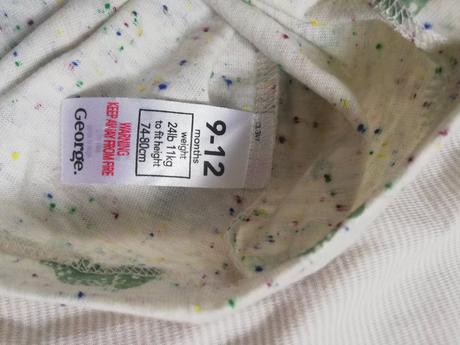 George.
WARNING
KEEP AWAY FROM FIRE
9-12
months
weight
24lb 11kg
to fit height
74-80cm